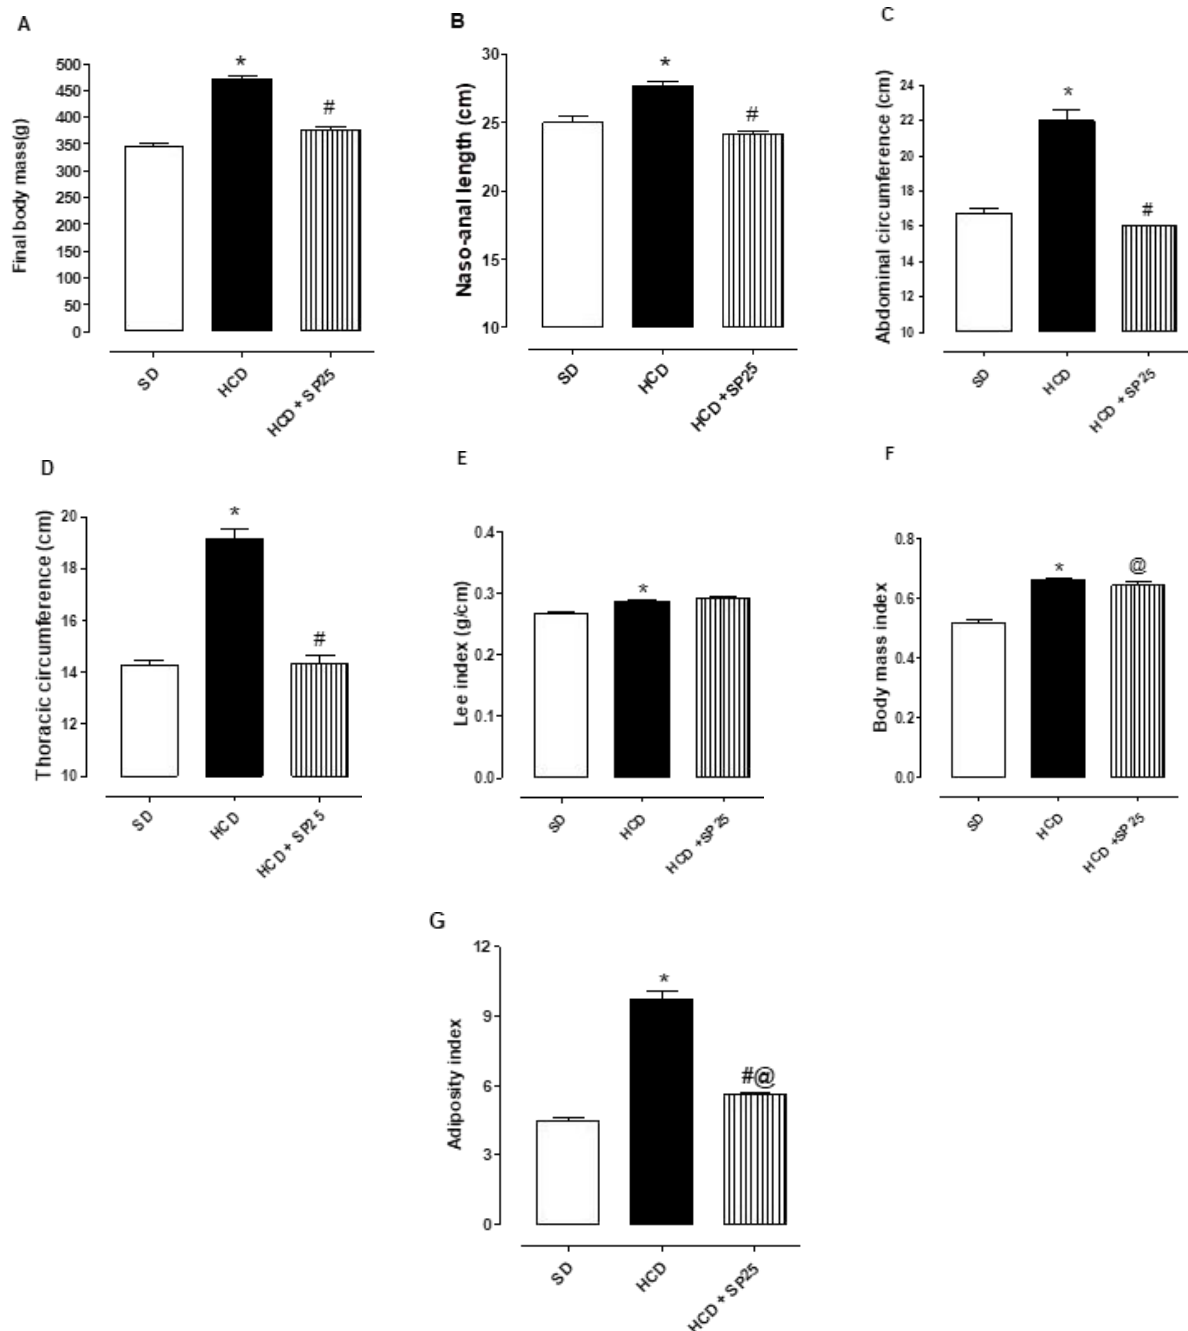 A
Final body mass(g)
500
450
400
350
300
250
200
150
100
50
0
*
#
SD
HCD
HCD + SP25
B
Naso-anal length (cm)
30
25
20
15
10
*
#
SD
HCD
HCD+SP25
C
Abdominal circumference (cm)
24
22
20
18
16
14
12
10
*
#
SD
HCD
HCD +SP25
D
Thoracic circumference (cm)
20
18
16
14
12
10
*
#
SD
HCD
HCD + SP25
E
Lee index (g/cm)
0.4
0.3
0.2
0.1
0.0
*
SD
HCD
HCD +SP25
F
Body mass index
0.8
0.6
0.4
0.2
0.0
*
@
SD
HCD
HCD +SP25
G
Adiposity index
12
9
6
3
0
*
#@
SD
HCD
HCD + SP25